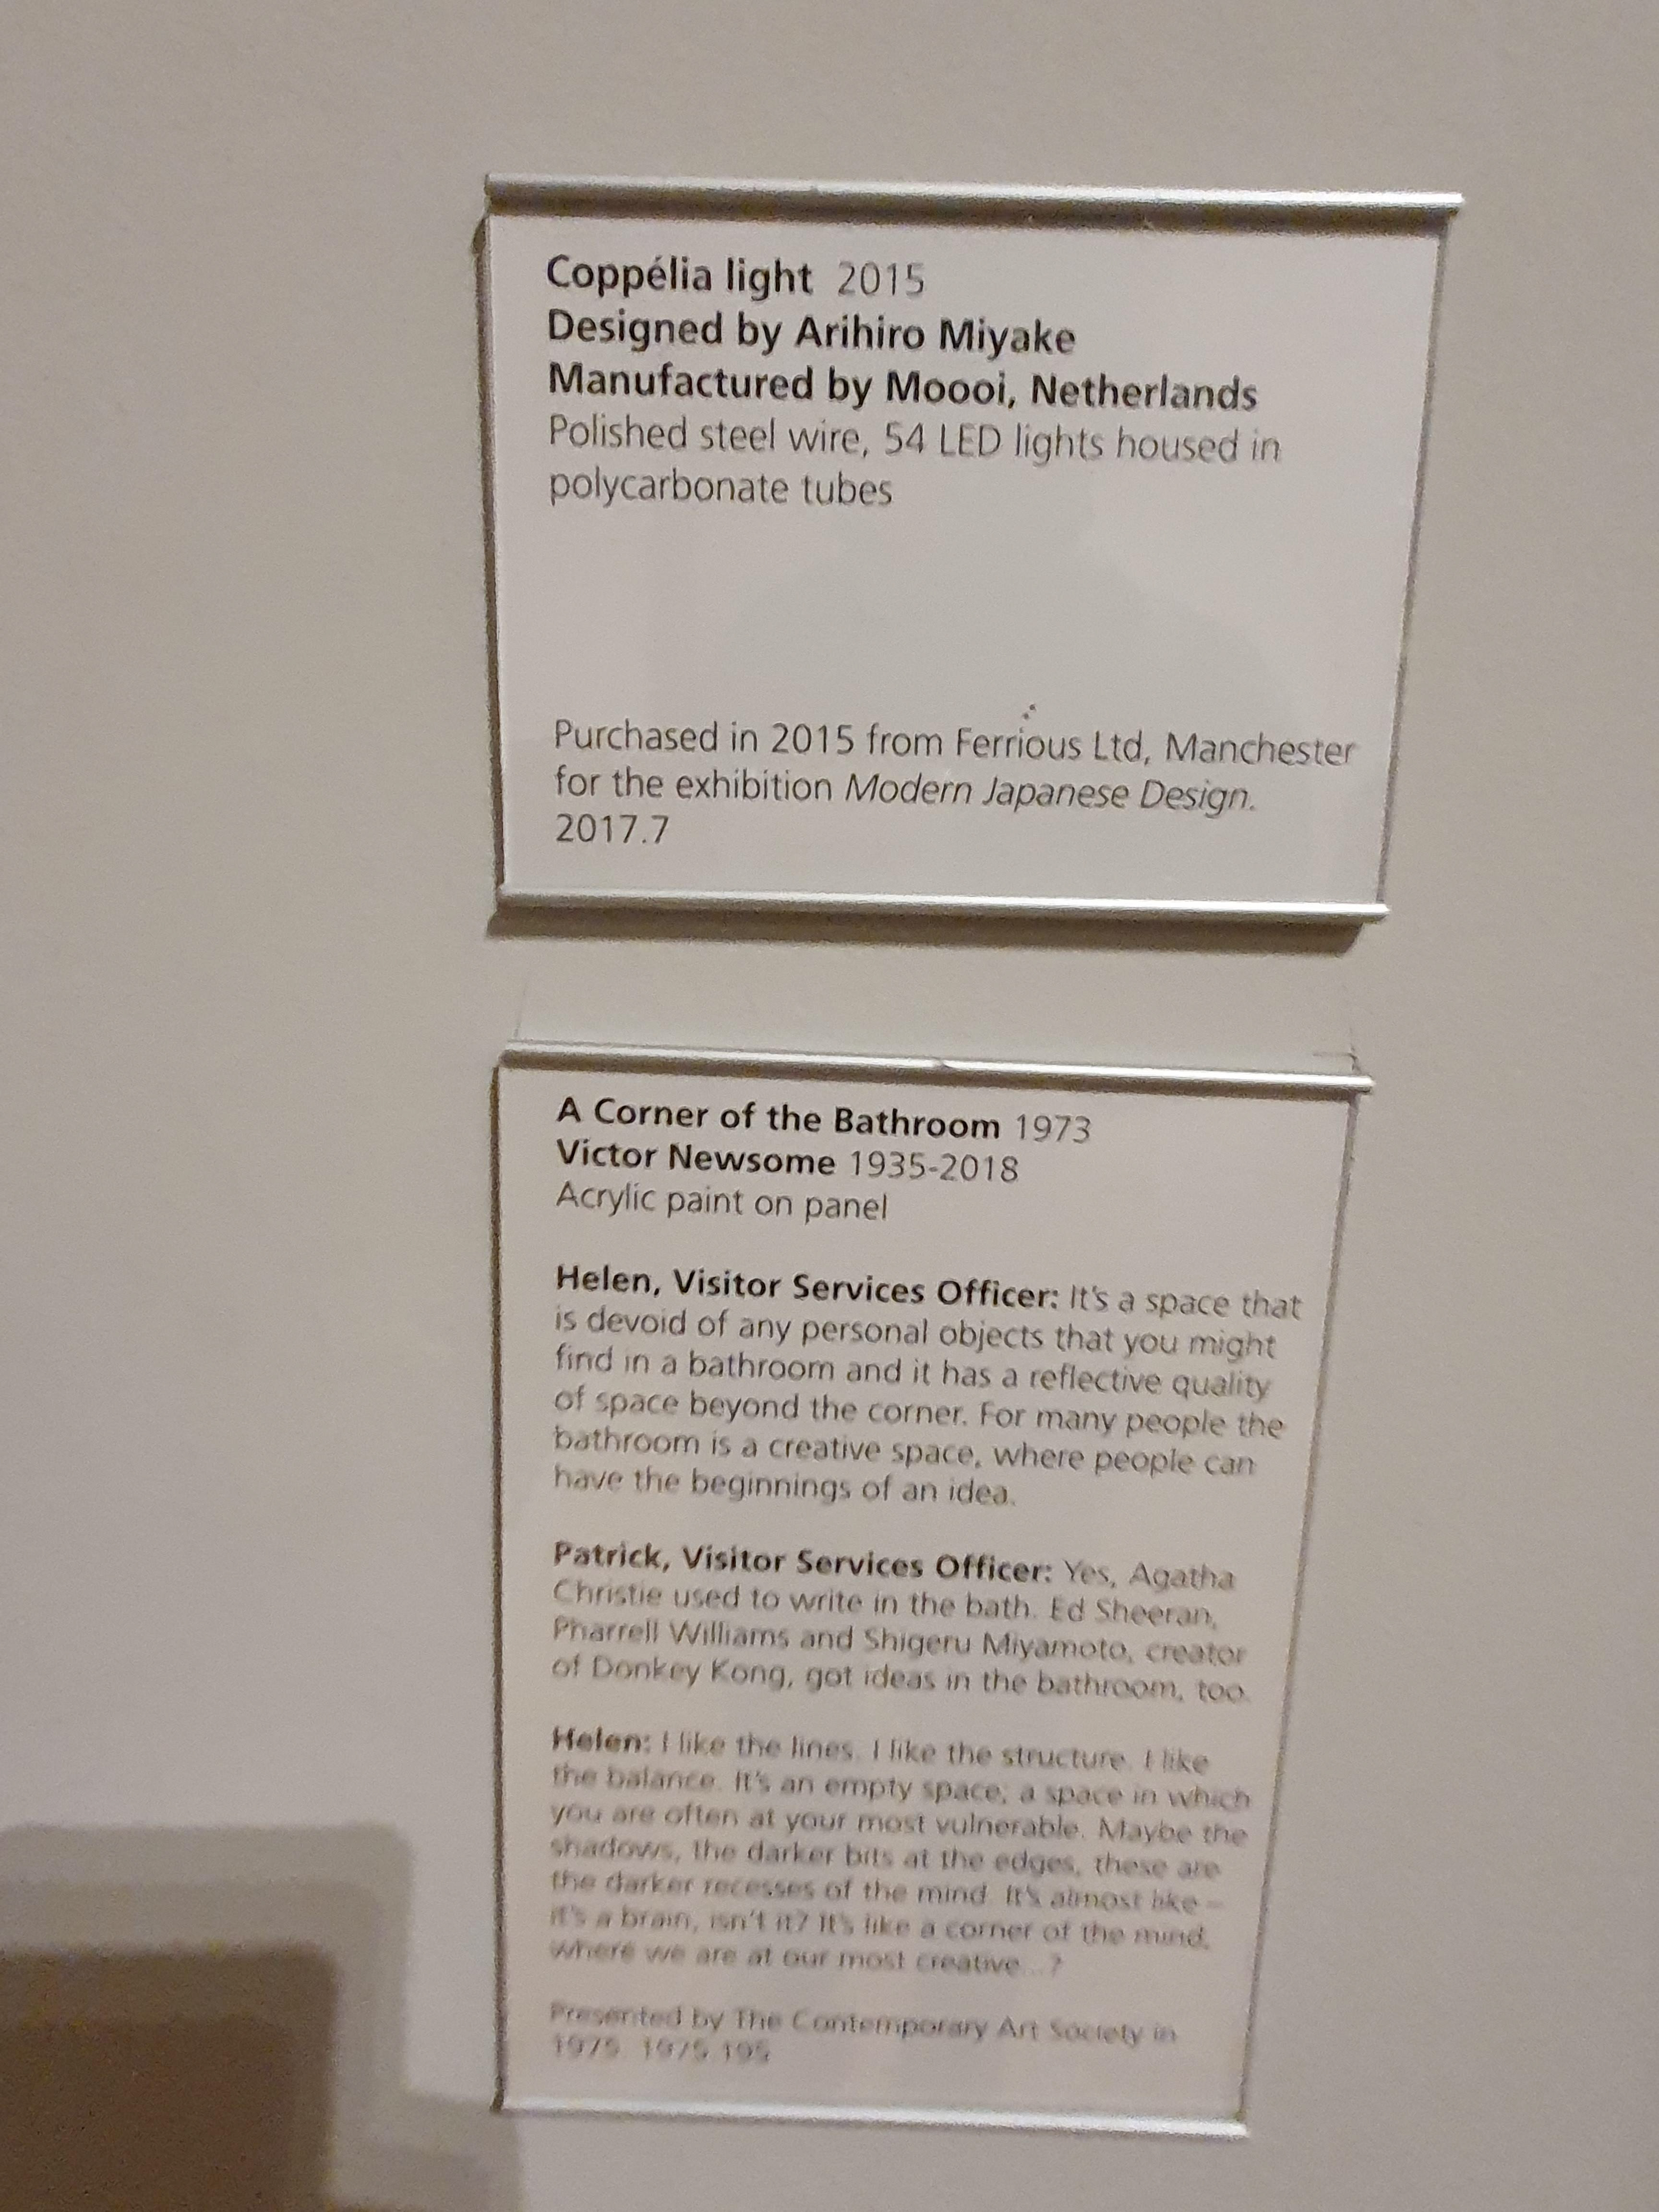 Coppélia light 2015
Designed by Arihiro Miyake
Manufactured by Moooi, Netherlands
Polished steel wire, 54 LED lights housed in
polycarbonate tubes
Purchased in 2015 from Ferrious Ltd, Manchester
for the exhibition Modern Japanese Design.
2017.7
A Corner of the Bathroom 1973
Victor Newsome 1935-2018
Acrylic paint on panel
Helen, Visitor Services Officer: It's a space that
is devoid of any personal objects that you might
find in a bathroom and it has a reflective quality
of space beyond the corner. For many people the
bathroom is a creative space, where people can
have the beginnings of an idea.
Patrick, Visitor Services Officer: Yes, Agatha
Christie used to write in the bath. Ed Sheeran,
Pharrell Williams and Shigeru Miyamoto, creator
of Donkey Kong, got ideas in the bathroom, too.
Helen: I like the lines. I like the structure. I like
the balance. It's an empty space; a space in which
you are often at your most vulnerable. Maybe the
shadows, the darker bits at the edges, these are
the darker recesses of the mind. It's almost like –
it's a brain, isn't it? It's like a corner of the mind,
where we are at our most creative...?
Presented by The Contemporary Art Society in
1975. 1975.195